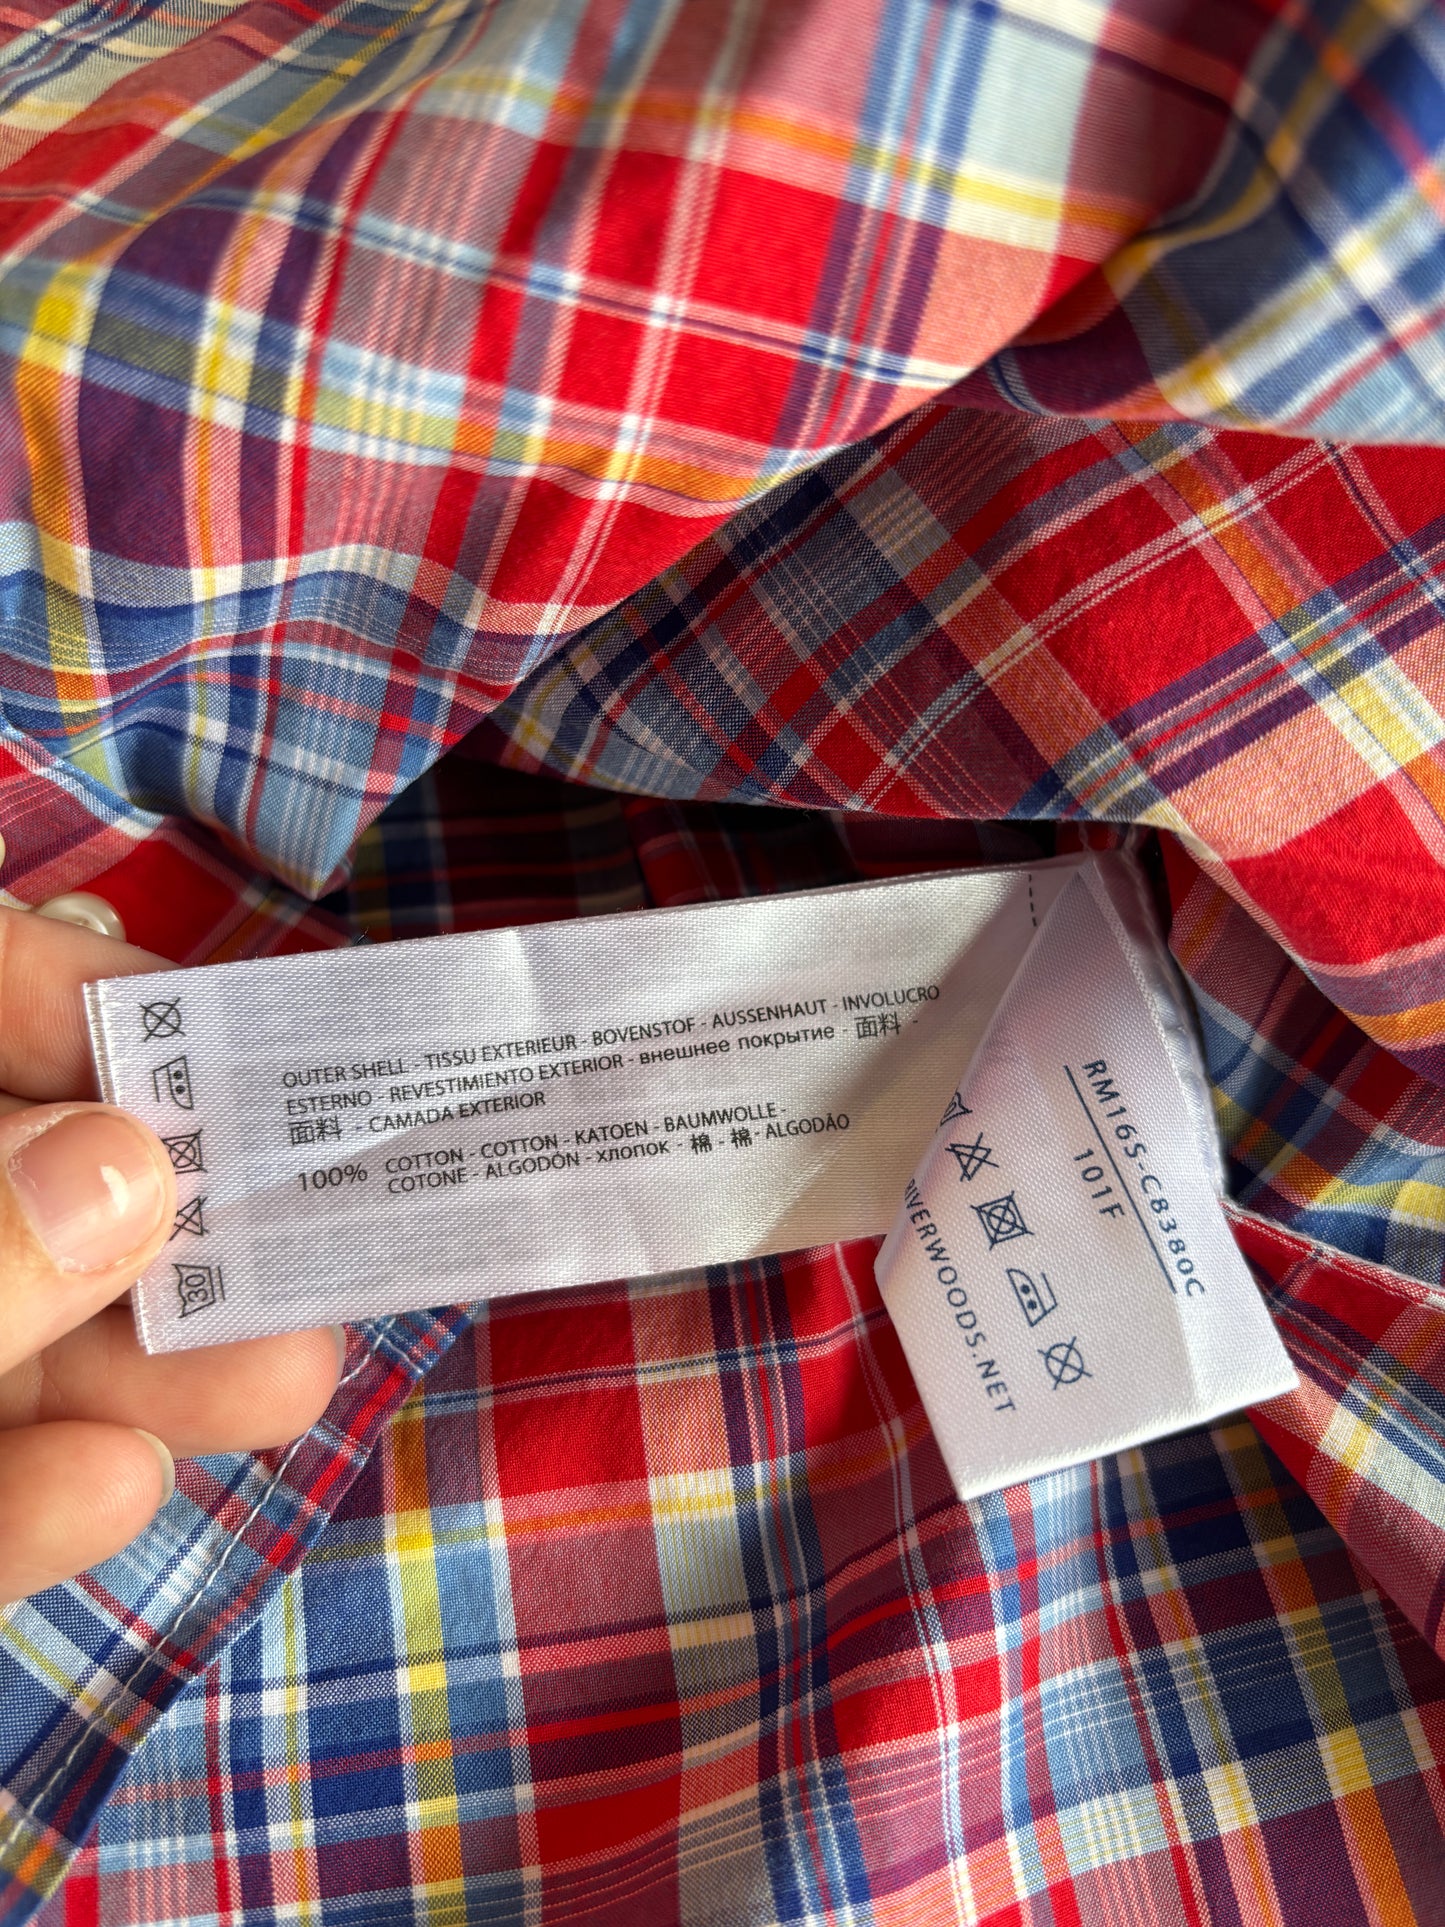 OUTER SHELL - TISSU EXTERIEUR - BOVENSTOF - AUSSENHAUT - INVOLUCRO
ESTERNO - REVESTIMIENTO EXTERIOR - внешнее покрытие - 面料 -
面料 - CAMADA EXTERIOR
100% COTTON - COTTON - KATOEN - BAUMWOLLE -
COTONE - ALGODÓN - хлопок - 棉 - 棉 - ALGODÃO
30
RM16S-C8380C
101F
RIVERWOODS.NET